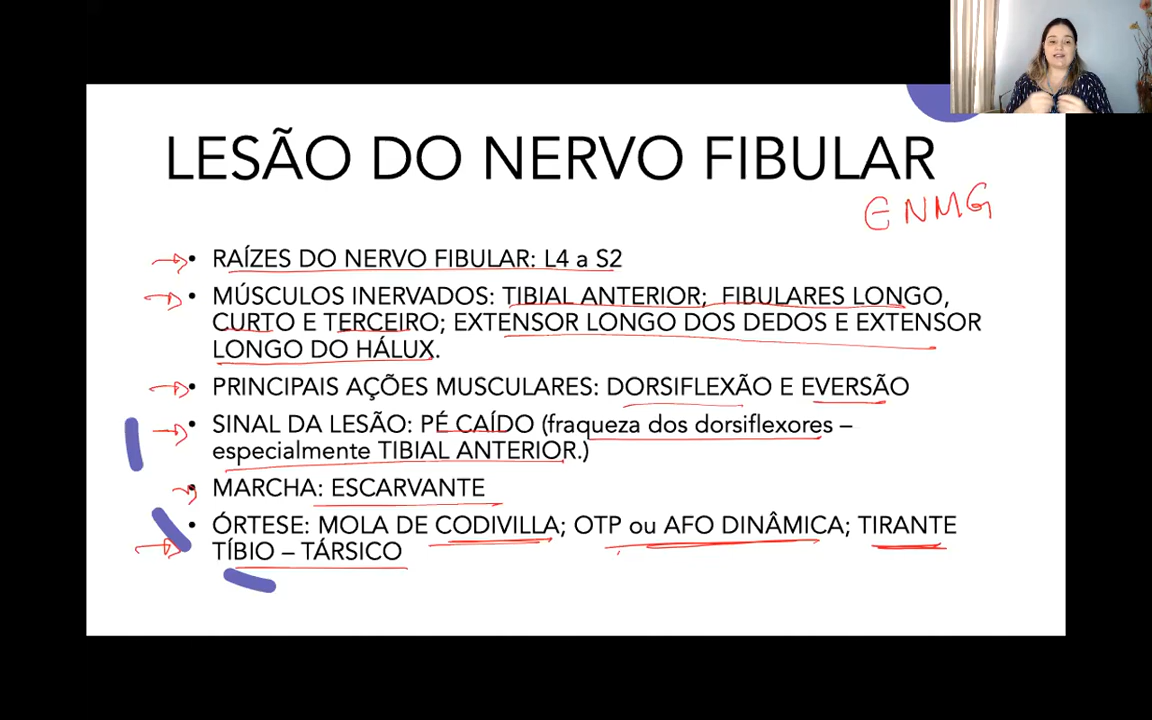 LESÃO DO NERVO FIBULAR
ENMG
• RAÍZES DO NERVO FIBULAR: L4 a S2
• MÚSCULOS INERVADOS: TIBIAL ANTERIOR; FIBULARES LONGO,
CURTO E TERCEIRO; EXTENSOR LONGO DOS DEDOS E EXTENSOR
LONGO DO HÁLUX.
• PRINCIPAIS AÇÕES MUSCULARES: DORSIFLEXÃO E EVERSÃO
• SINAL DA LESÃO: PÉ CAÍDO (fraqueza dos dorsiflexores –
especialmente TIBIAL ANTERIOR.)
• MARCHA: ESCARVANTE
• ÓRTESE: MOLA DE CODIVILLA; OTP ou AFO DINÂMICA; TIRANTE
TÍBIO – TÁRSICO